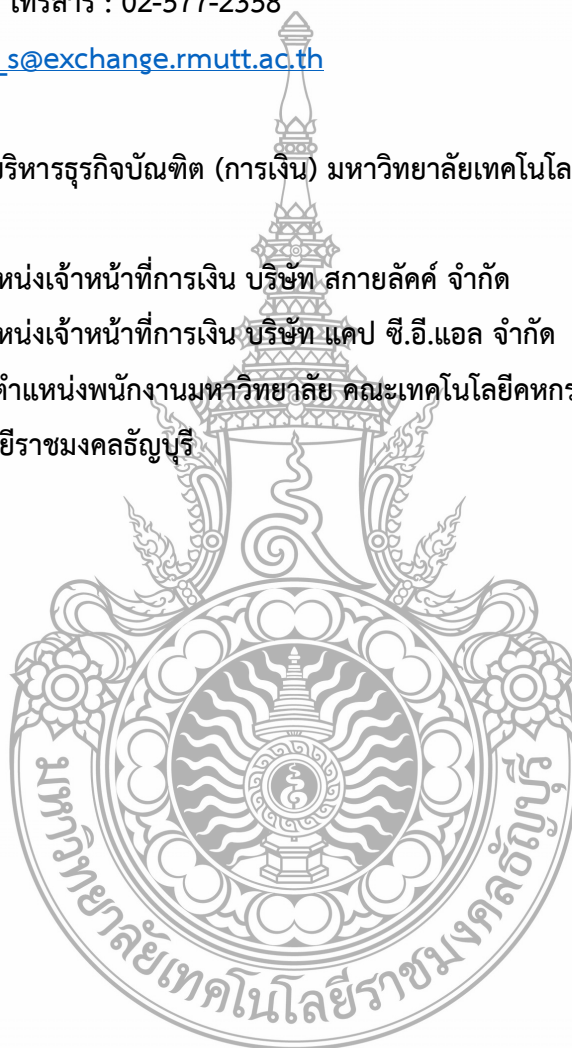 โทรสาร : 02-577-2358
_s@exchange.rmutt.ac.th
บริหารธุรกิจบัณฑิต (การเงิน) มหาวิทยาลัยเทคโนโล
หน่งเจ้าหน้าที่การเงิน บริษัท สกายลัคค์ จำกัด
หน่งเจ้าหน้าที่การเงิน บริษัท แคป ซี.อี.แอล จำกัด
ตำแหน่งพนักงานมหาวิทยาลัย คณะเทคโนโลยีคหกร
ยีราชมงคลธัญบุรี
มหาวิทยาลัยเทคโนโลยีราชมงคลธัญบุรี